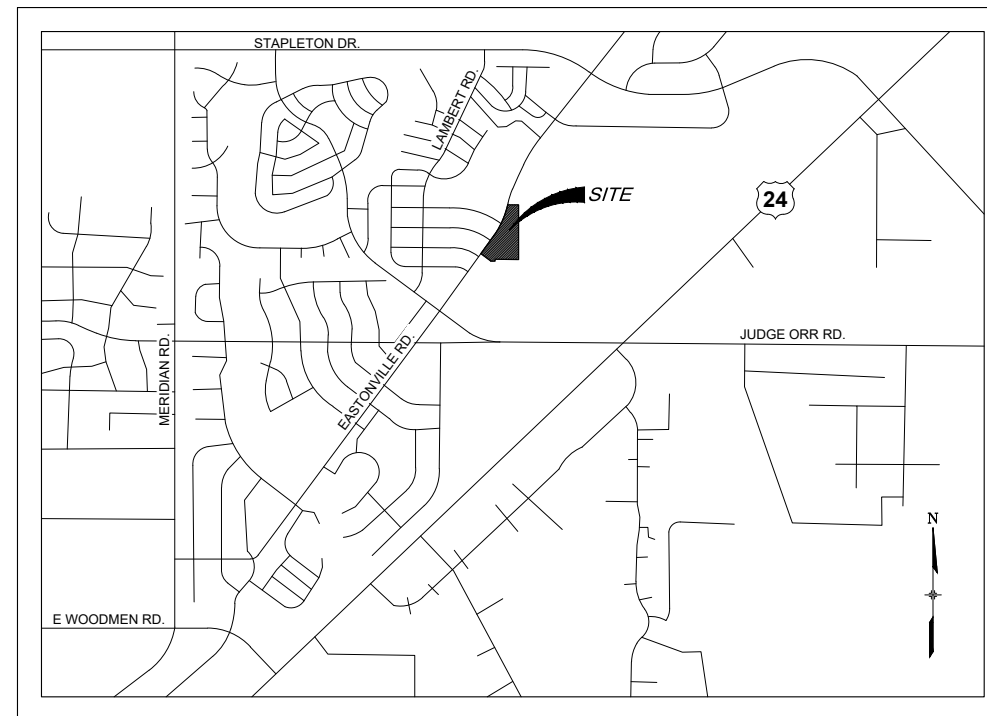 STAPLETON DR.
LAMBERT RD.
SITE
24
JUDGE ORR RD.
MERIDIAN RD.
EASTONVILLE RD.
N
E WOODMEN RD.